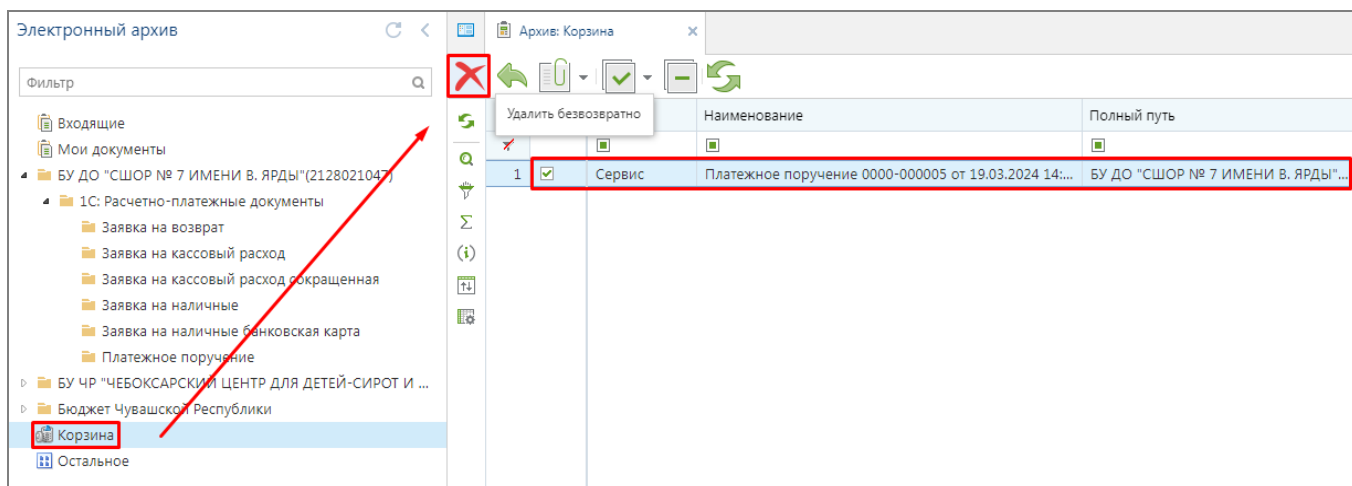 Электронный архив
Архив: Корзина
Фильтр
Удалить безвозвратно
Наименование
Полный путь
Входящие
Мои документы
БУ ДО "СШОР № 7 ИМЕНИ В. ЯРДЫ"(2128021047)
1 Сервис Платежное поручение 0000-000005 от 19.03.2024 14:... БУ ДО "СШОР № 7 ИМЕНИ В. ЯРДЫ"...
1С: Расчетно-платежные документы
Заявка на возврат
Заявка на кассовый расход
Заявка на кассовый расход сокращенная
Заявка на наличные
Заявка на наличные банковская карта
Платежное поручение
БУ ЧР "ЧЕБОКСАРСКИЙ ЦЕНТР ДЛЯ ДЕТЕЙ-СИРОТ И ...
Бюджет Чувашской Республики
Корзина
Остальное